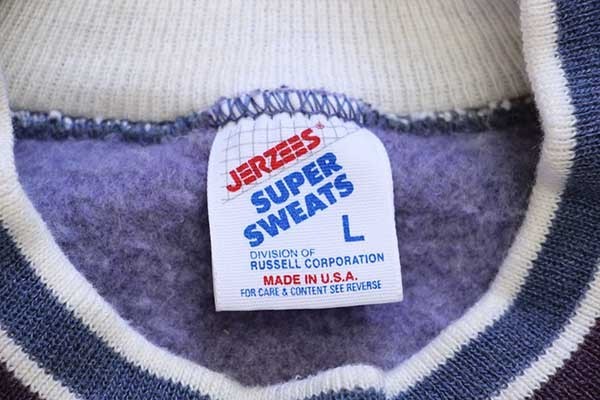 JERZEES
SUPER
SWEATS
L
DIVISION OF
RUSSELL CORPORATION
MADE IN U.S.A.
FOR CARE & CONTENT SEE REVERSE